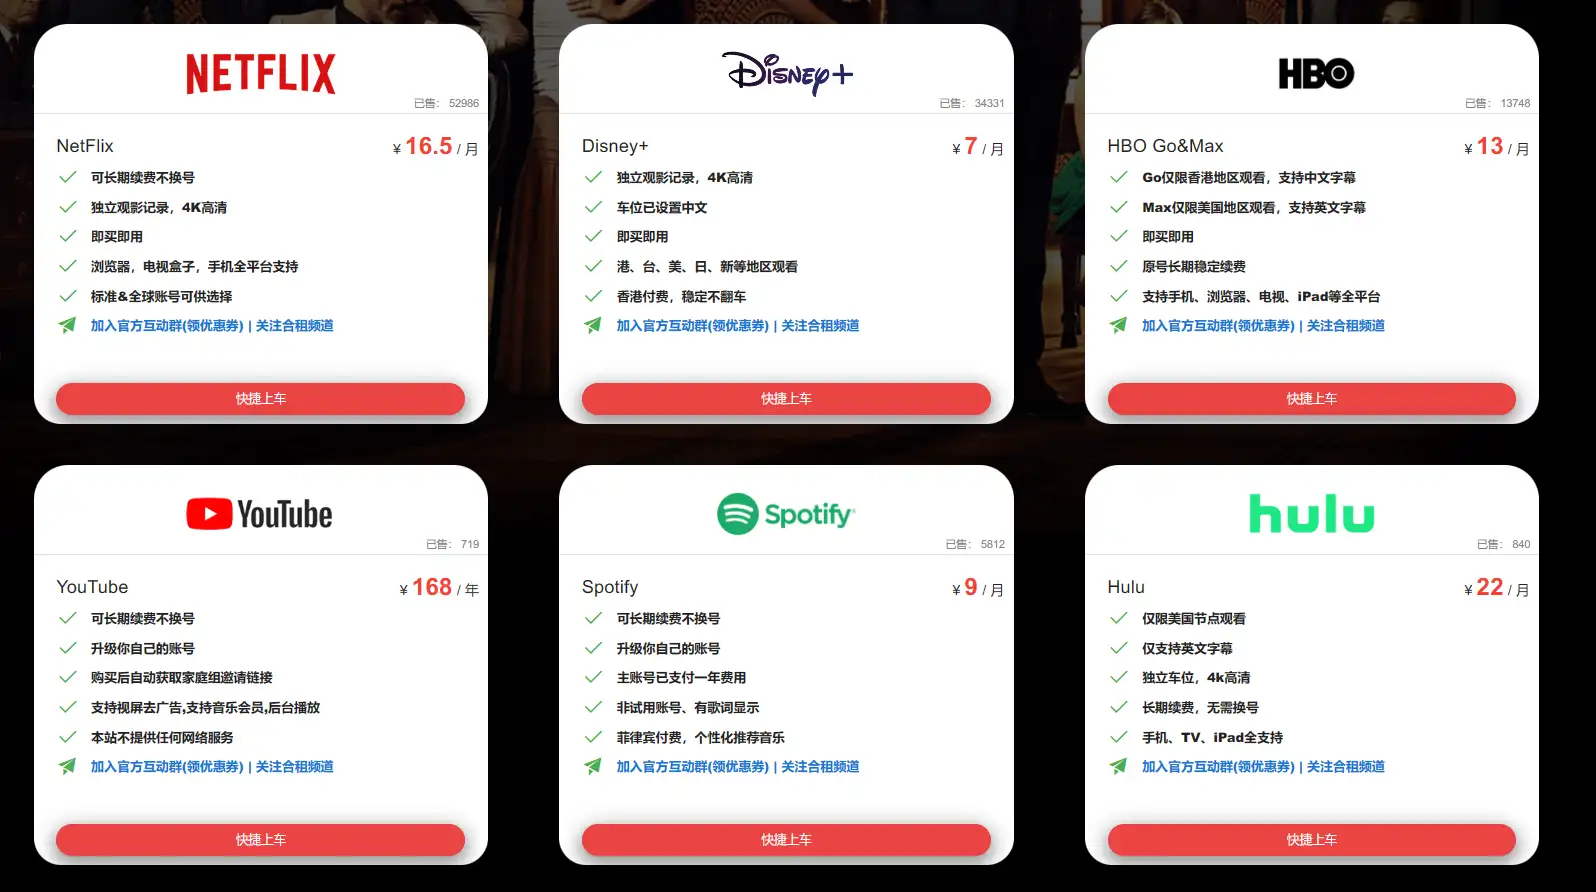 NETFLIX
已售： 52986
NetFlix
¥ 16.5 / 月
可长期续费不换号
独立观影记录，4K高清
即买即用
浏览器，电视盒子，手机全平台支持
标准&全球账号可供选择
加入官方互动群(领优惠券) | 关注合租频道
快捷上车
Disney+
已售： 34331
Disney+
¥ 7 / 月
独立观影记录，4K高清
车位已设置中文
即买即用
港、台、美、日、新等地区观看
香港付费，稳定不翻车
加入官方互动群(领优惠券) | 关注合租频道
快捷上车
HBO
已售： 13748
HBO Go&Max
¥ 13 / 月
Go仅限香港地区观看，支持中文字幕
Max仅限美国地区观看，支持英文字幕
即买即用
原号长期稳定续费
支持手机、浏览器、电视、iPad等全平台
加入官方互动群(领优惠券) | 关注合租频道
快捷上车
YouTube
已售： 719
YouTube
¥ 168 / 年
可长期续费不换号
升级你自己的账号
购买后自动获取家庭组邀请链接
支持视屏去广告,支持音乐会员,后台播放
本站不提供任何网络服务
加入官方互动群(领优惠券) | 关注合租频道
快捷上车
Spotify
已售： 5812
Spotify
¥ 9 / 月
可长期续费不换号
升级你自己的账号
主账号已支付一年费用
非试用账号、有歌词显示
菲律宾付费，个性化推荐音乐
加入官方互动群(领优惠券) | 关注合租频道
快捷上车
hulu
已售： 840
Hulu
¥ 22 / 月
仅限美国节点观看
仅支持英文字幕
独立车位，4k高清
长期续费，无需换号
手机、TV、iPad全支持
加入官方互动群(领优惠券) | 关注合租频道
快捷上车